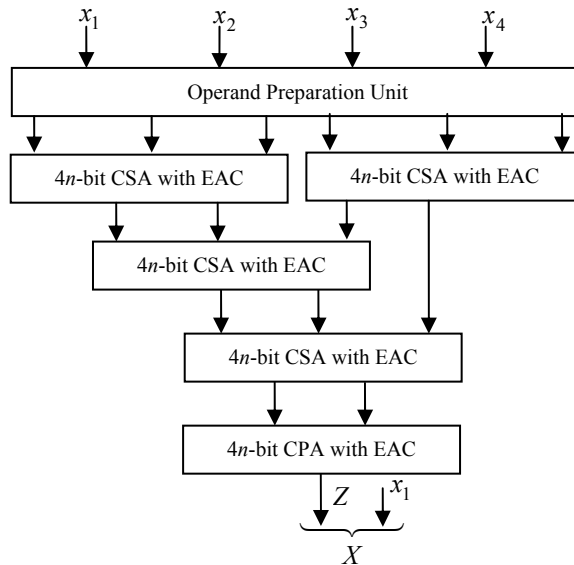 x₁ x₂ x₃ x₄
Operand Preparation Unit
4n-bit CSA with EAC 4n-bit CSA with EAC
4n-bit CSA with EAC
4n-bit CSA with EAC
4n-bit CPA with EAC
Z x₁
X